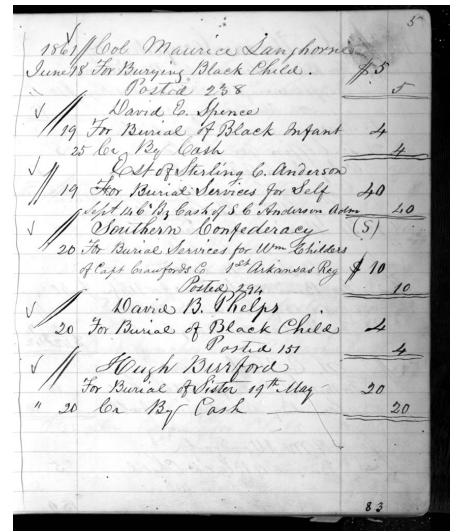 5
1861 Col Maurice Langhorne
June 18 For Burying Black Child. $5
Posted 238 5
David E. Spence
19 For Burial of Black Infant 4
25 Cr By Cash 4
Est of Sterling C. Anderson
19 For Burial Services for Self 40
Sept 14 Cr By Cash of S C Anderson Adm 40
Southern Confederacy (S)
20 For Burial Services for Wm Childers
of Capt Crawfords Co 1st Arkansas Reg $10
Posted 294 10
David B. Phelps
20 For Burial of Black Child 4
Posted 151 4
Hugh Burford
For Burial of Sister 19th May 20
" 20 Cr By Cash 20
83